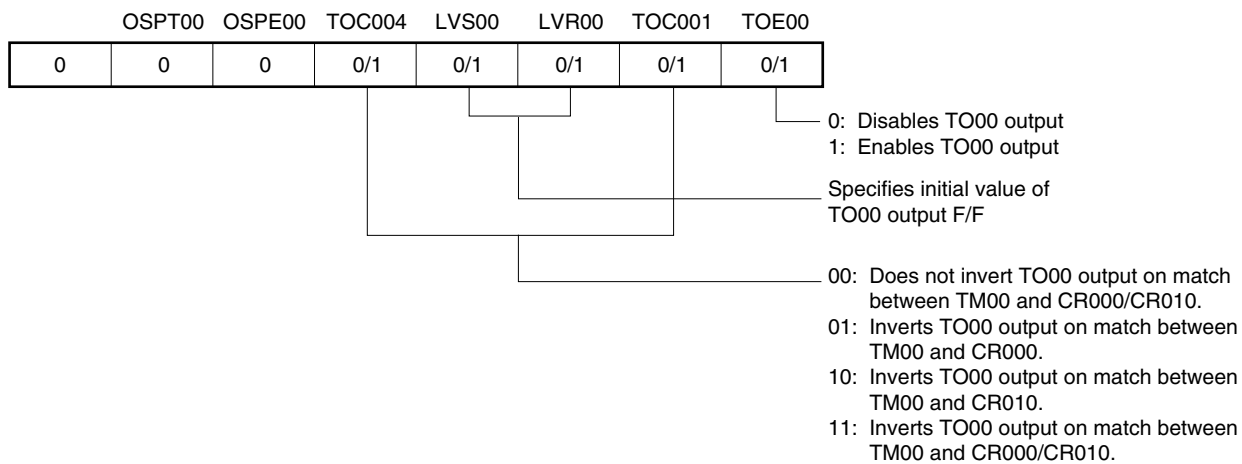 OSPT00 OSPE00 TOC004 LVS00 LVR00 TOC001 TOE00
0 0 0 0/1 0/1 0/1 0/1 0/1
0: Disables TO00 output
1: Enables TO00 output
Specifies initial value of
TO00 output F/F
00: Does not invert TO00 output on match
between TM00 and CR000/CR010.
01: Inverts TO00 output on match between
TM00 and CR000.
10: Inverts TO00 output on match between
TM00 and CR010.
11: Inverts TO00 output on match between
TM00 and CR000/CR010.